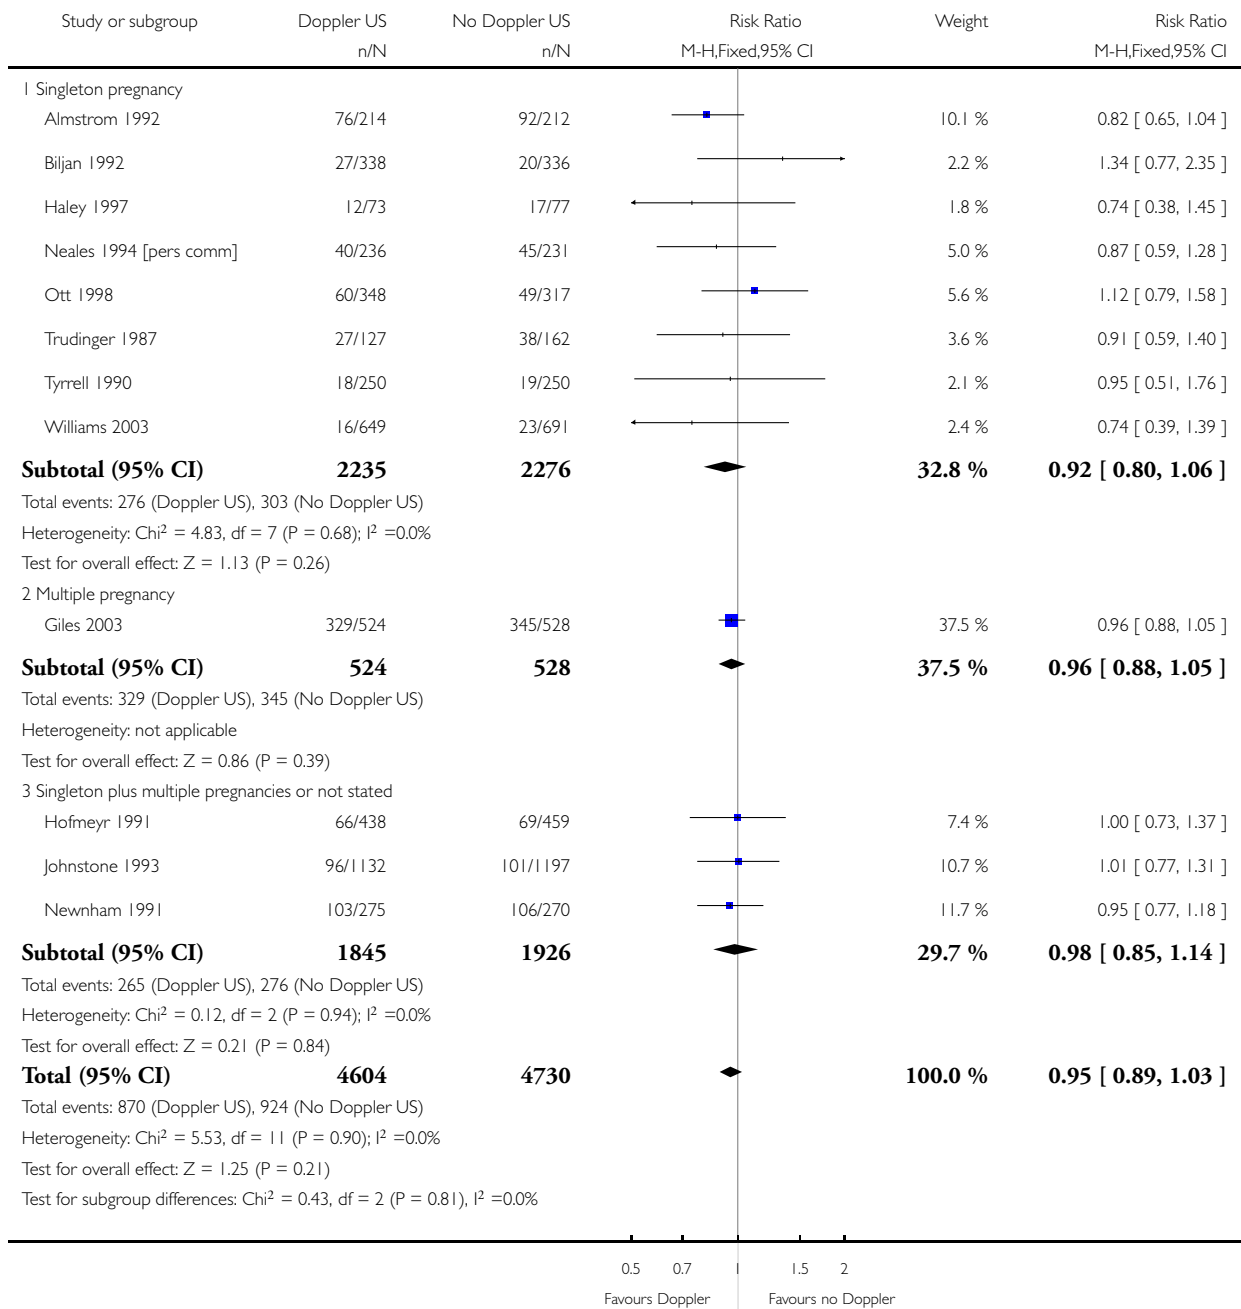 Study or subgroup Doppler US No Doppler US Risk Ratio Weight Risk Ratio
n/N n/N M-H,Fixed,95% CI M-H,Fixed,95% CI
1 Singleton pregnancy
Almstrom 1992 76/214 92/212 10.1 % 0.82 [ 0.65, 1.04 ]
Biljan 1992 27/338 20/336 2.2 % 1.34 [ 0.77, 2.35 ]
Haley 1997 12/73 17/77 1.8 % 0.74 [ 0.38, 1.45 ]
Neales 1994 [pers comm] 40/236 45/231 5.0 % 0.87 [ 0.59, 1.28 ]
Ott 1998 60/348 49/317 5.6 % 1.12 [ 0.79, 1.58 ]
Trudinger 1987 27/127 38/162 3.6 % 0.91 [ 0.59, 1.40 ]
Tyrrell 1990 18/250 19/250 2.1 % 0.95 [ 0.51, 1.76 ]
Williams 2003 16/649 23/691 2.4 % 0.74 [ 0.39, 1.39 ]
Subtotal (95% CI) 2235 2276 32.8 % 0.92 [ 0.80, 1.06 ]
Total events: 276 (Doppler US), 303 (No Doppler US)
Heterogeneity: Chi² = 4.83, df = 7 (P = 0.68); I² =0.0%
Test for overall effect: Z = 1.13 (P = 0.26)
2 Multiple pregnancy
Giles 2003 329/524 345/528 37.5 % 0.96 [ 0.88, 1.05 ]
Subtotal (95% CI) 524 528 37.5 % 0.96 [ 0.88, 1.05 ]
Total events: 329 (Doppler US), 345 (No Doppler US)
Heterogeneity: not applicable
Test for overall effect: Z = 0.86 (P = 0.39)
3 Singleton plus multiple pregnancies or not stated
Hofmeyr 1991 66/438 69/459 7.4 % 1.00 [ 0.73, 1.37 ]
Johnstone 1993 96/1132 101/1197 10.7 % 1.01 [ 0.77, 1.31 ]
Newnham 1991 103/275 106/270 11.7 % 0.95 [ 0.77, 1.18 ]
Subtotal (95% CI) 1845 1926 29.7 % 0.98 [ 0.85, 1.14 ]
Total events: 265 (Doppler US), 276 (No Doppler US)
Heterogeneity: Chi² = 0.12, df = 2 (P = 0.94); I² =0.0%
Test for overall effect: Z = 0.21 (P = 0.84)
Total (95% CI) 4604 4730 100.0 % 0.95 [ 0.89, 1.03 ]
Total events: 870 (Doppler US), 924 (No Doppler US)
Heterogeneity: Chi² = 5.53, df = 11 (P = 0.90); I² =0.0%
Test for overall effect: Z = 1.25 (P = 0.21)
Test for subgroup differences: Chi² = 0.43, df = 2 (P = 0.81), I² =0.0%
0.5 0.7 1 1.5 2
Favours Doppler Favours no Doppler